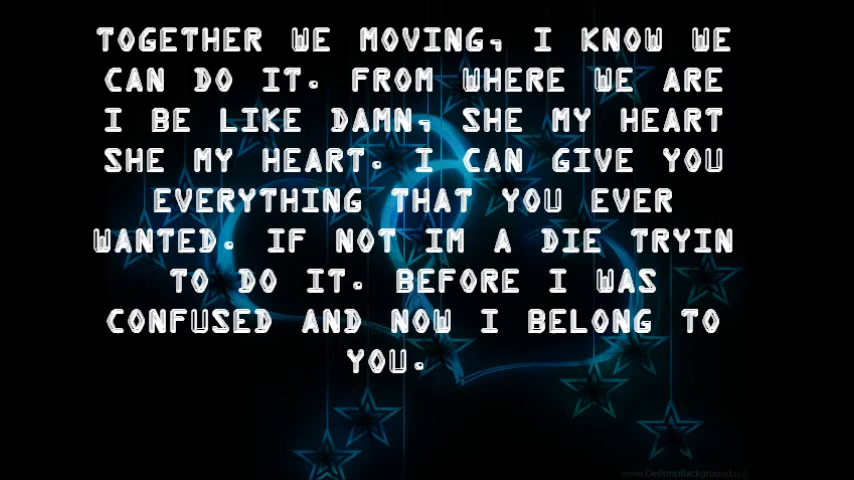 TOGETHER WE MOVING, I KNOW WE
CAN DO IT. FROM WHERE WE ARE
I BE LIKE DAMN, SHE MY HEART
SHE MY HEART. I CAN GIVE YOU
EVERYTHING THAT YOU EVER
WANTED. IF NOT IM A DIE TRYIN
TO DO IT. BEFORE I WAS
CONFUSED AND NOW I BELONG TO
YOU.